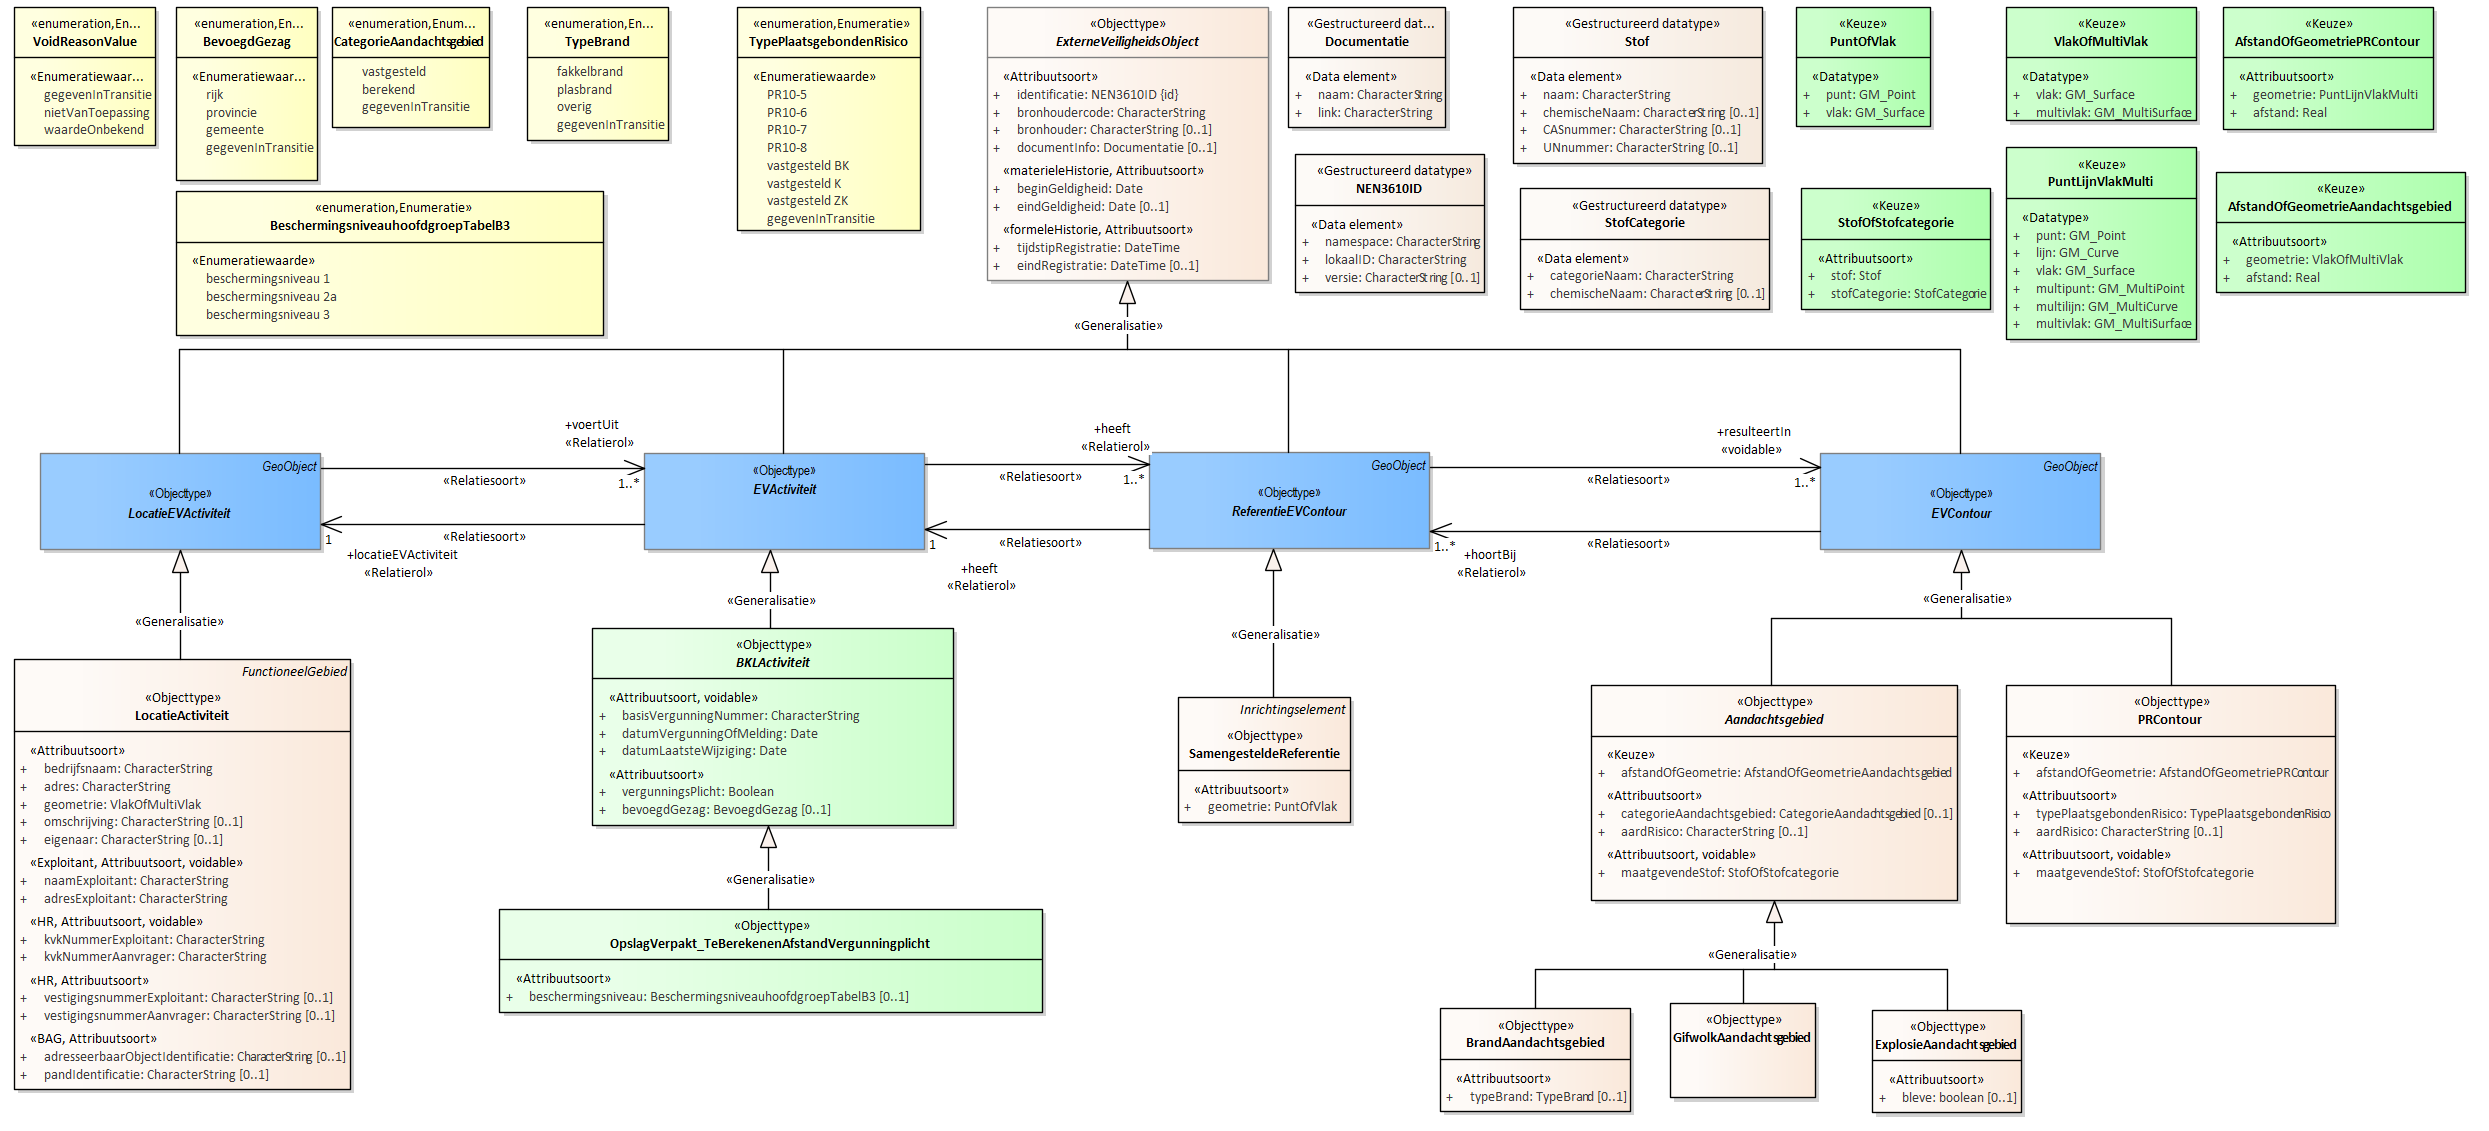 «enumeration,En...
VoidReasonValue
«Enumeratiewaar...
gegevenInTransitie
nietVanToepassing
waardeOnbekend
«enumeration,En...
BevoegdGezag
«Enumeratiewaar...
rijk
provincie
gemeente
gegevenInTransitie
«enumeration,Enum...
CategorieAandachtsgebied
vastgesteld
berekend
gegevenInTransitie
«enumeration,En...
TypeBrand
fakkelbrand
plasbrand
overig
gegevenInTransitie
«enumeration,Enumeratie»
TypePlaatsgebondenRisico
«Enumeratiewaarde»
PR10-5
PR10-6
PR10-7
PR10-8
vastgesteld BK
vastgesteld K
vastgesteld ZK
gegevenInTransitie
«enumeration,Enumeratie»
BeschermingsniveauhoofdgroepTabelB3
«Enumeratiewaarde»
beschermingsniveau 1
beschermingsniveau 2a
beschermingsniveau 3
«Objecttype»
ExterneVeiligheidsObject
«Attribuutsoort»
+ identificatie: NEN3610ID {id}
+ bronhoudercode: CharacterString
+ bronhouder: CharacterString [0..1]
+ documentInfo: Documentatie [0..1]
«materieleHistorie, Attribuutsoort»
+ beginGeldigheid: Date
+ eindGeldigheid: Date [0..1]
«formeleHistorie, Attribuutsoort»
+ tijdstipRegistratie: DateTime
+ eindRegistratie: DateTime [0..1]
«Gestructureerd dat...
Documentatie
«Data element»
+ naam: CharacterString
+ link: CharacterString
«Gestructureerd datatype»
NEN3610ID
«Data element»
+ namespace: CharacterString
+ lokaalID: CharacterString
+ versie: CharacterString [0..1]
«Gestructureerd datatype»
Stof
«Data element»
+ naam: CharacterString
+ chemischeNaam: CharacterString [0..1]
+ CASnummer: CharacterString [0..1]
+ UNnummer: CharacterString [0..1]
«Gestructureerd datatype»
StofCategorie
«Data element»
+ categorieNaam: CharacterString
+ chemischeNaam: CharacterString [0..1]
«Keuze»
PuntOfVlak
«Datatype»
+ punt: GM_Point
+ vlak: GM_Surface
«Keuze»
StofOfStofcategorie
«Attribuutsoort»
+ stof: Stof
+ stofCategorie: StofCategorie
«Keuze»
VlakOfMultiVlak
«Datatype»
+ vlak: GM_Surface
+ multivlak: GM_MultiSurface
«Keuze»
PuntLijnVlakMulti
«Datatype»
+ punt: GM_Point
+ lijn: GM_Curve
+ vlak: GM_Surface
+ multipunt: GM_MultiPoint
+ multilijn: GM_MultiCurve
+ multivlak: GM_MultiSurface
«Keuze»
AfstandOfGeometriePRContour
«Attribuutsoort»
+ geometrie: PuntLijnVlakMulti
+ afstand: Real
«Keuze»
AfstandOfGeometrieAandachtsgebied
«Attribuutsoort»
+ geometrie: VlakOfMultiVlak
+ afstand: Real
«Generalisatie»
GeoObject
«Objecttype»
LocatieEVActiviteit
+voertUit
«Relatierol»
«Relatiesoort»
1..*
«Relatiesoort»
1
+locatieEVActiviteit
«Relatierol»
«Objecttype»
EVActiviteit
+heeft
«Relatierol»
«Relatiesoort»
1..*
«Relatiesoort»
1
+heeft
«Relatierol»
GeoObject
«Objecttype»
ReferentieEVContour
+resulteertIn
«voidable»
«Relatiesoort»
1..*
«Relatiesoort»
1..*
+hoortBij
«Relatierol»
GeoObject
«Objecttype»
EVContour
«Generalisatie»
FunctioneelGebied
«Objecttype»
LocatieActiviteit
«Attribuutsoort»
+ bedrijfsnaam: CharacterString
+ adres: CharacterString
+ geometrie: VlakOfMultiVlak
+ omschrijving: CharacterString [0..1]
+ eigenaar: CharacterString [0..1]
«Exploitant, Attribuutsoort, voidable»
+ naamExploitant: CharacterString
+ adresExploitant: CharacterString
«HR, Attribuutsoort, voidable»
+ kvkNummerExploitant: CharacterString
+ kvkNummerAanvrager: CharacterString
«HR, Attribuutsoort»
+ vestigingsnummerExploitant: CharacterString [0..1]
+ vestigingsnummerAanvrager: CharacterString [0..1]
«BAG, Attribuutsoort»
+ adresseerbaarObjectIdentificatie: CharacterString [0..1]
+ pandIdentificatie: CharacterString [0..1]
«Generalisatie»
«Objecttype»
BKLActiviteit
«Attribuutsoort, voidable»
+ basisVergunningNummer: CharacterString
+ datumVergunningOfMelding: Date
+ datumLaatsteWijziging: Date
«Attribuutsoort»
+ vergunningsPlicht: Boolean
+ bevoegdGezag: BevoegdGezag [0..1]
«Generalisatie»
«Objecttype»
OpslagVerpakt_TeBerekenenAfstandVergunningplicht
«Attribuutsoort»
+ beschermingsniveau: BeschermingsniveauhoofdgroepTabelB3 [0..1]
«Generalisatie»
Inrichtingselement
«Objecttype»
SamengesteldeReferentie
«Attribuutsoort»
+ geometrie: PuntOfVlak
«Generalisatie»
«Objecttype»
Aandachtsgebied
«Keuze»
+ afstandOfGeometrie: AfstandOfGeometrieAandachtsgebied
«Attribuutsoort»
+ categorieAandachtsgebied: CategorieAandachtsgebied [0..1]
+ aardRisico: CharacterString [0..1]
«Attribuutsoort, voidable»
+ maatgevendeStof: StofOfStofcategorie
«Objecttype»
PRContour
«Keuze»
+ afstandOfGeometrie: AfstandOfGeometriePRContour
«Attribuutsoort»
+ typePlaatsgebondenRisico: TypePlaatsgebondenRisico
+ aardRisico: CharacterString [0..1]
«Attribuutsoort, voidable»
+ maatgevendeStof: StofOfStofcategorie
«Generalisatie»
«Objecttype»
BrandAandachtsgebied
«Attribuutsoort»
+ typeBrand: TypeBrand [0..1]
«Objecttype»
GifwolkAandachtsgebied
«Objecttype»
ExplosieAandachtsgebied
«Attribuutsoort»
+ bleve: boolean [0..1]